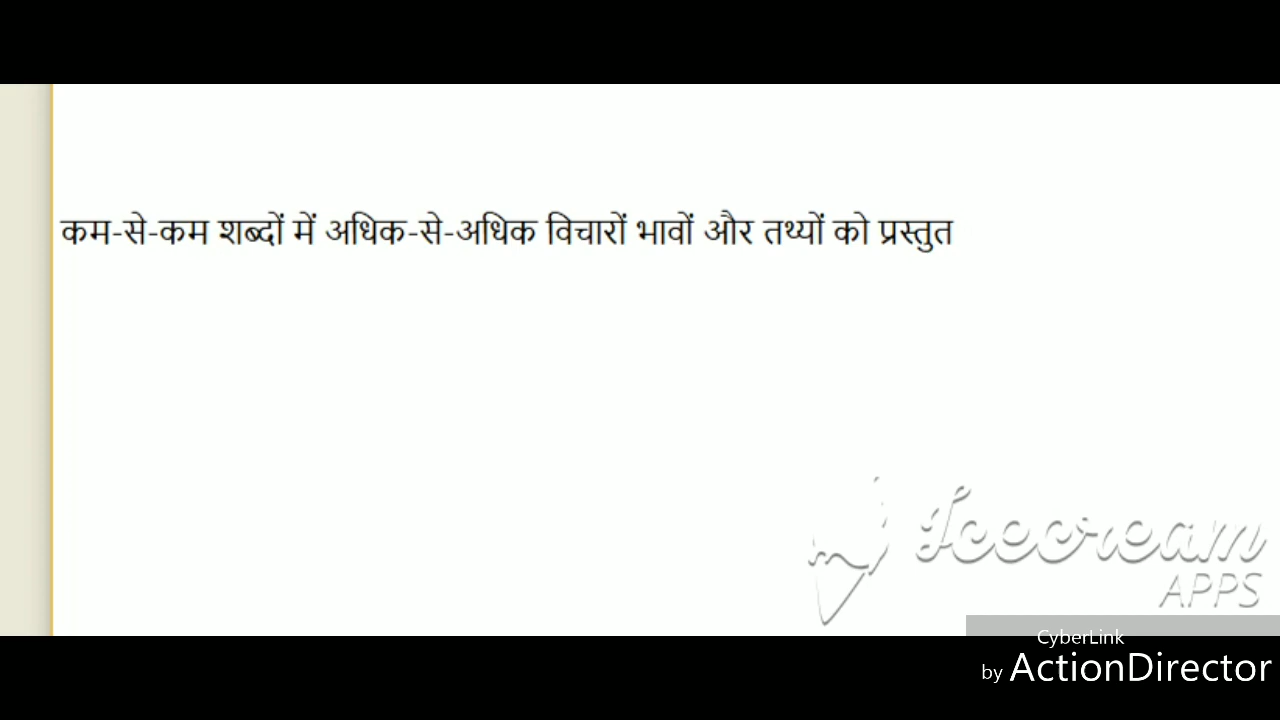 कम-से-कम शब्दों में अधिक-से-अधिक विचारों भावों और तथ्यों को प्रस्तुत
Icecream
APPS
CyberLink
by ActionDirector